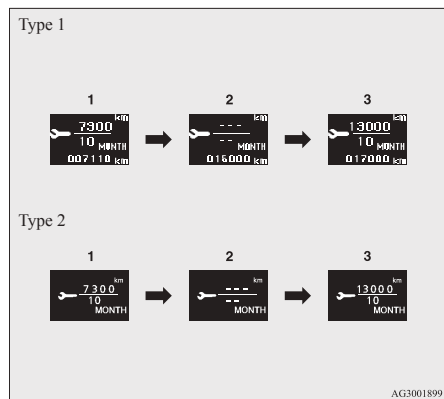 Type 1
1 2 3
km km km
7300 --- 13000
10 MONTH -- MONTH 10 MONTH
007110 km 016000 km 017000 km
Type 2
1 2 3
km km km
7300 --- 13000
10 -- 10
MONTH MONTH MONTH
AG3001899